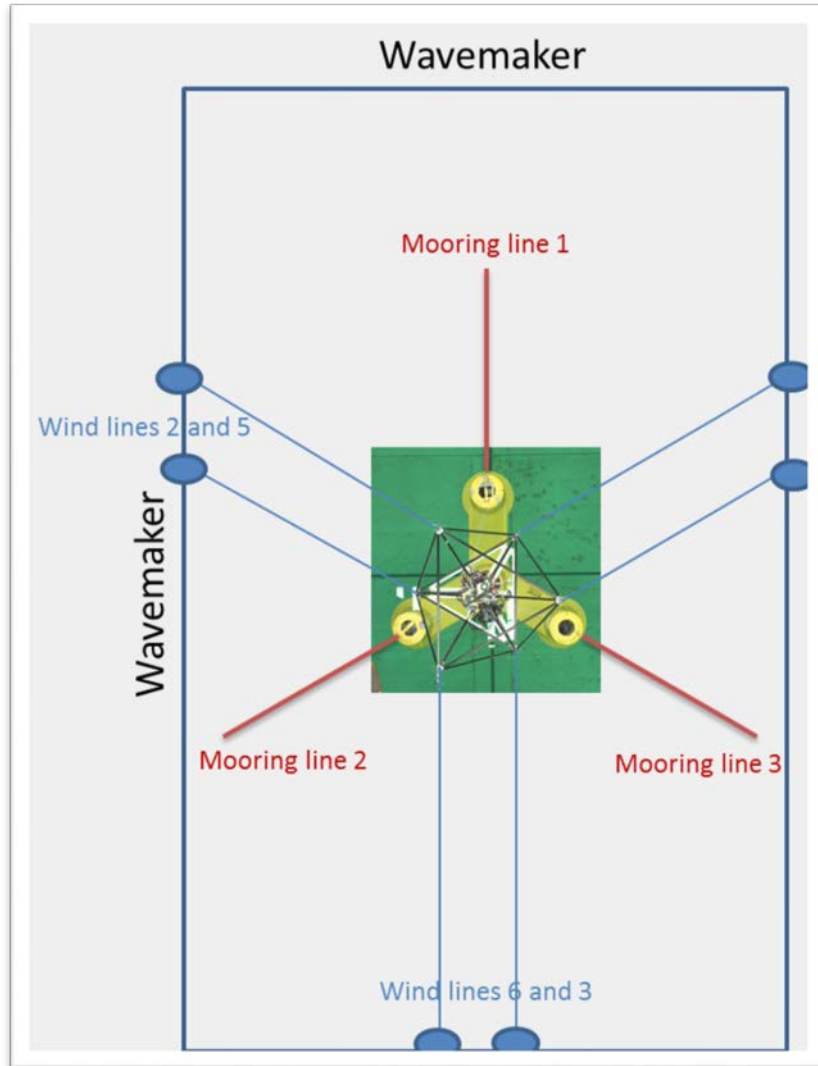 Wavemaker
Mooring line 1
Wind lines 2 and 5
Wavemaker
Mooring line 2
Mooring line 3
Wind lines 6 and 3